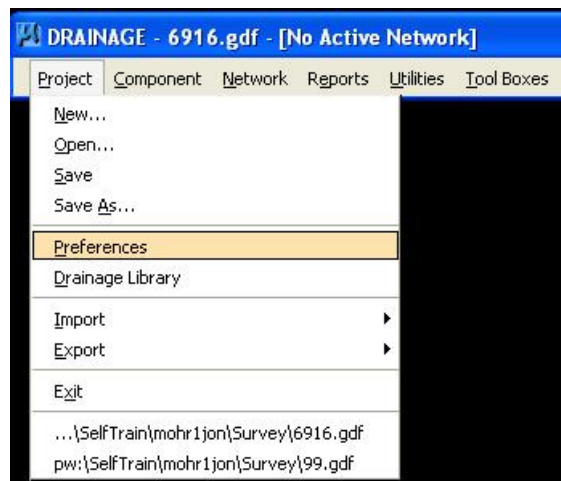 DRAINAGE - 6916.gdf - [No Active Network]
Project Component Network Reports Utilities Tool Boxes
New...
Open...
Save
Save As...
Preferences
Drainage Library
Import
Export
Exit
...\SelfTrain\mohr1jon\Survey\6916.gdf
pw:\SelfTrain\mohr1jon\Survey\99.gdf